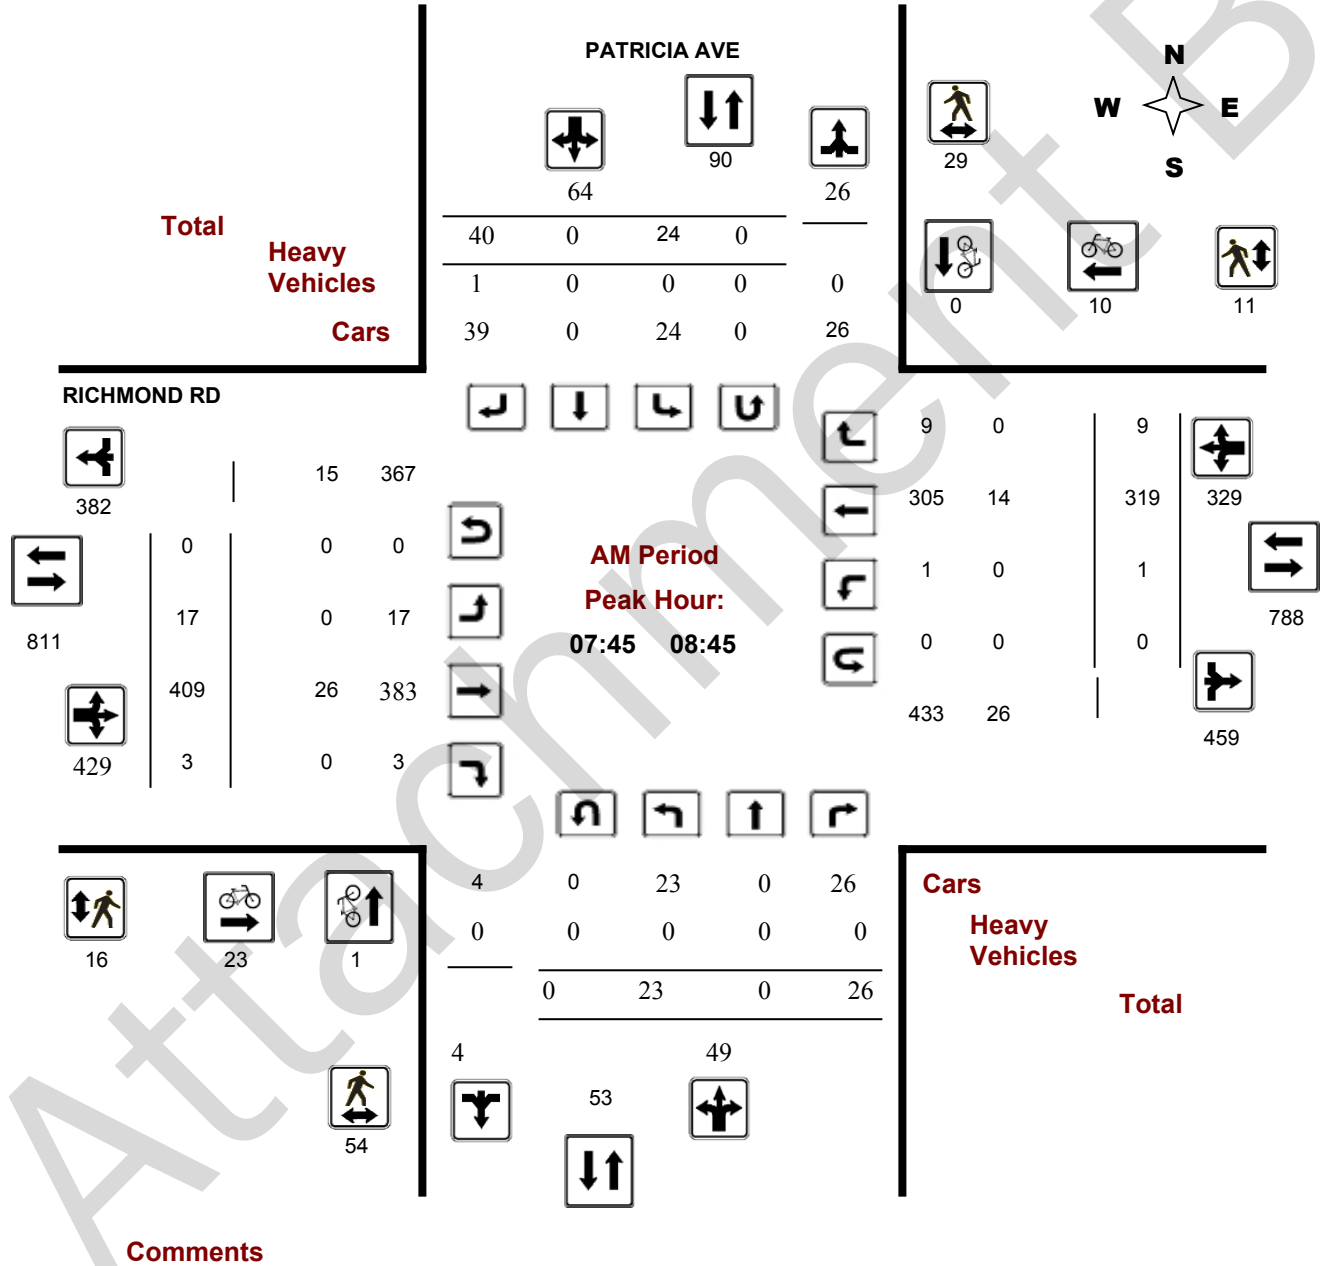 PATRICIA AVE
N
W E
S
90
29
64
26
Total
40 0 24 0
Heavy
Vehicles
1 0 0 0 0
0 10 11
Cars
39 0 24 0 26
RICHMOND RD
9 0 9
15 367
382
305 14 319 329
0 0 0
AM Period
1 0 1
Peak Hour:
17 0 17
788
811
07:45 08:45
0 0 0
409 26 383
433 26
459
429 3 0 3
4 0 23 0 26
Cars
0 0 0 0 0
Heavy
Vehicles
16 23 1
0 23 0 26
Total
4 49
53
54
Comments
Attachment B